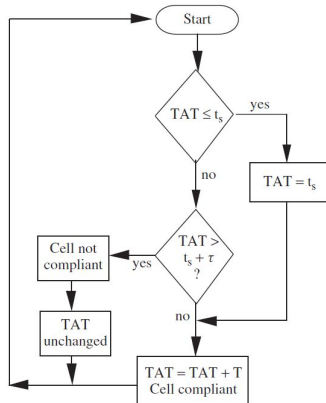 Start
TAT ≤ tₛ
yes
TAT = tₛ
no
TAT >
tₛ + τ
?
yes
Cell not
compliant
TAT
unchanged
no
TAT = TAT + T
Cell compliant